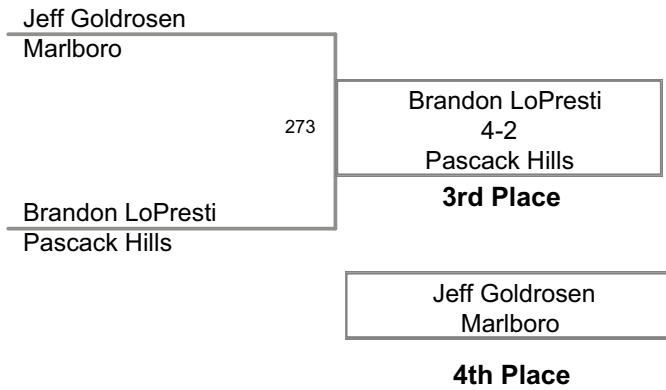 Jeff Goldrosen
Marlboro
273
Brandon LoPresti
4-2
Pascack Hills
3rd Place
Brandon LoPresti
Pascack Hills
Jeff Goldrosen
Marlboro
4th Place